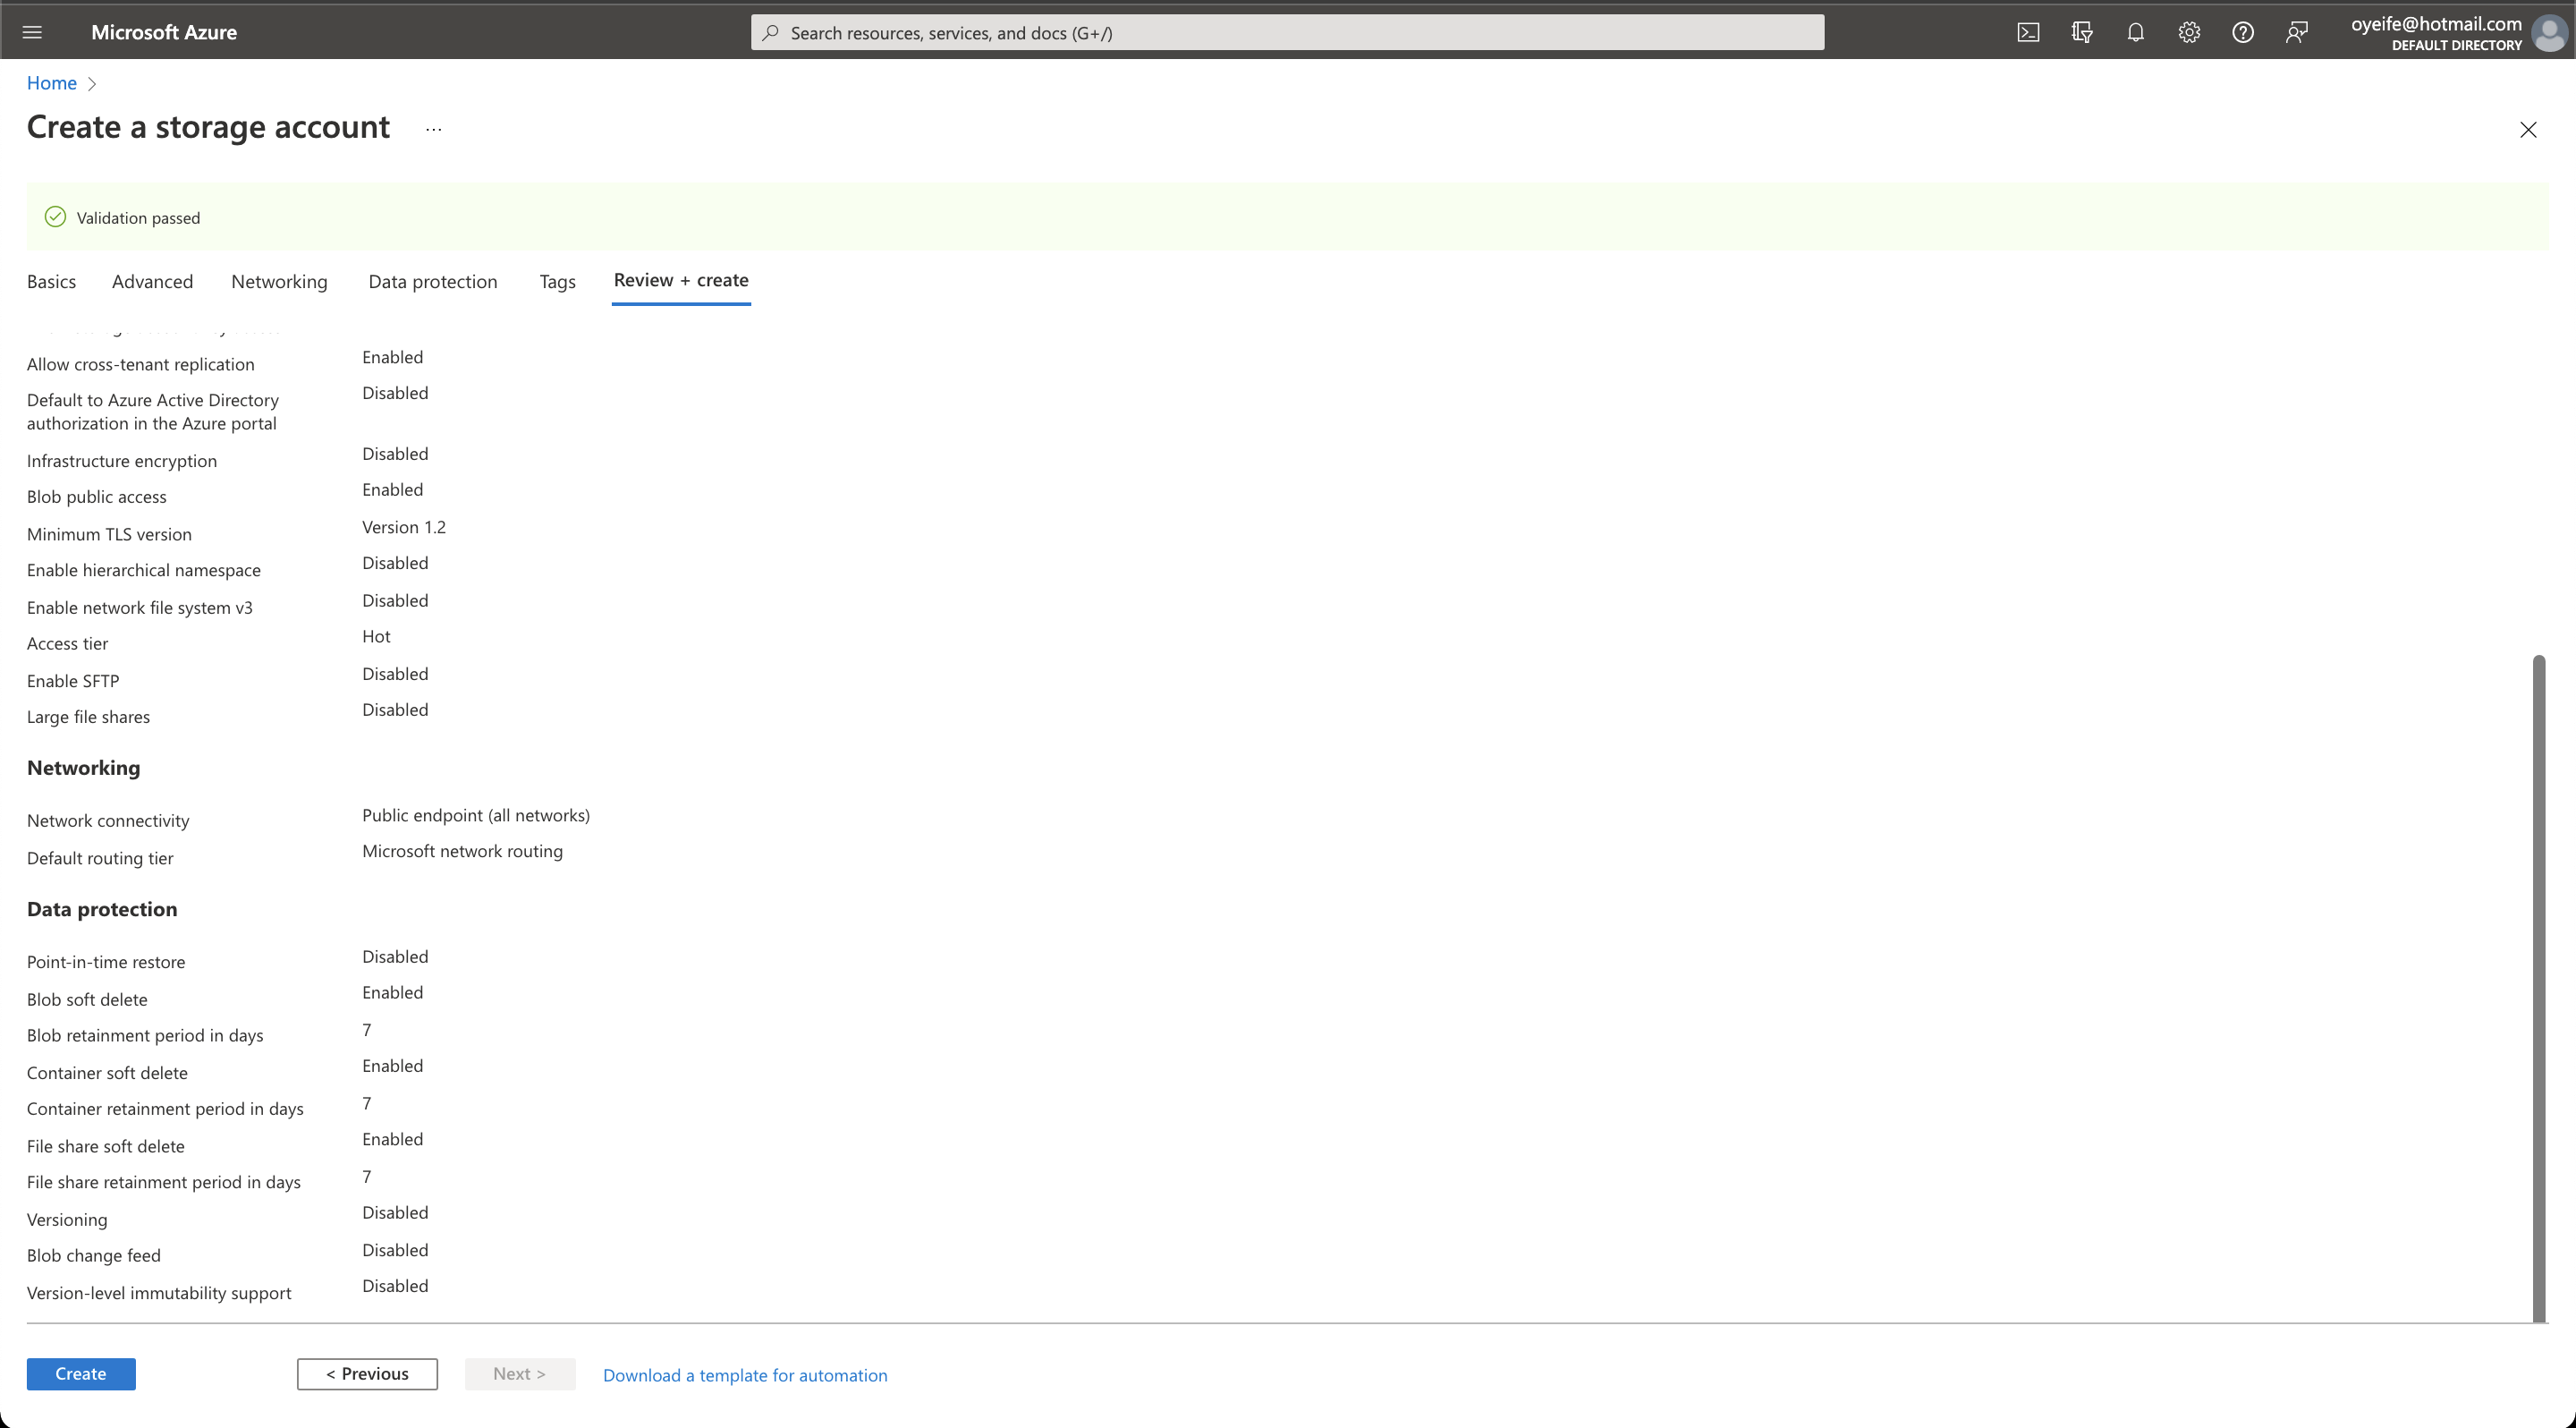 Microsoft Azure
Search resources, services, and docs (G+/)
oyeife@hotmail.com
DEFAULT DIRECTORY
Home
Create a storage account ...
Validation passed
Basics Advanced Networking Data protection Tags Review + create
Allow cross-tenant replication Enabled
Default to Azure Active Directory Disabled
authorization in the Azure portal
Infrastructure encryption Disabled
Blob public access Enabled
Minimum TLS version Version 1.2
Enable hierarchical namespace Disabled
Enable network file system v3 Disabled
Access tier Hot
Enable SFTP Disabled
Large file shares Disabled
Networking
Network connectivity Public endpoint (all networks)
Default routing tier Microsoft network routing
Data protection
Point-in-time restore Disabled
Blob soft delete Enabled
Blob retainment period in days 7
Container soft delete Enabled
Container retainment period in days 7
File share soft delete Enabled
File share retainment period in days 7
Versioning Disabled
Blob change feed Disabled
Version-level immutability support Disabled
Create < Previous Next > Download a template for automation